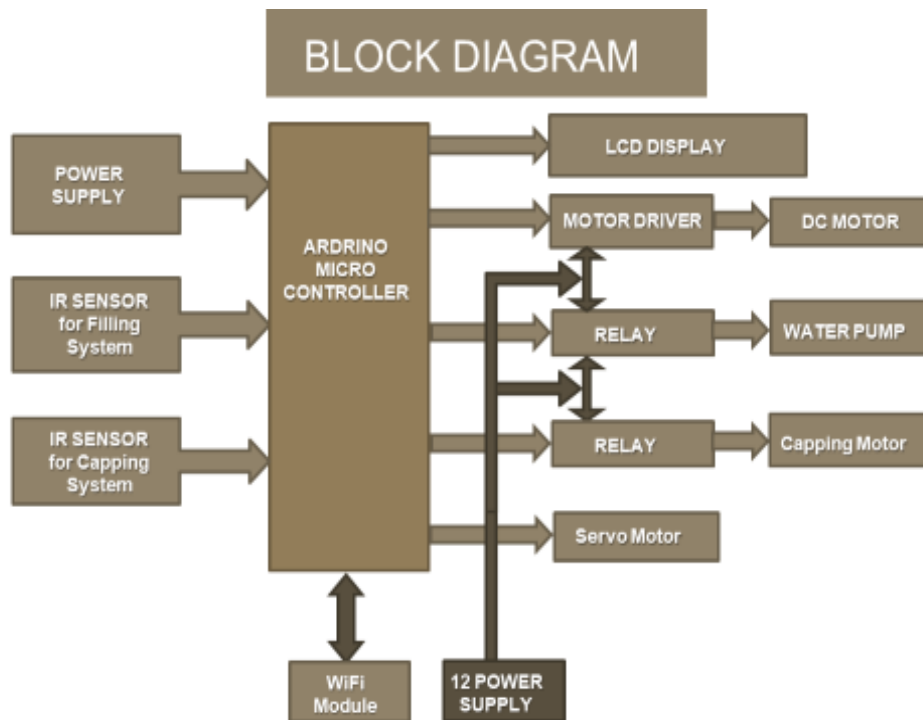 BLOCK DIAGRAM
POWER
SUPPLY
IR SENSOR
for Filling
System
IR SENSOR
for Capping
System
ARDRINO
MICRO
CONTROLLER
LCD DISPLAY
MOTOR DRIVER
DC MOTOR
RELAY
WATER PUMP
RELAY
Capping Motor
Servo Motor
WiFi
Module
12 POWER
SUPPLY